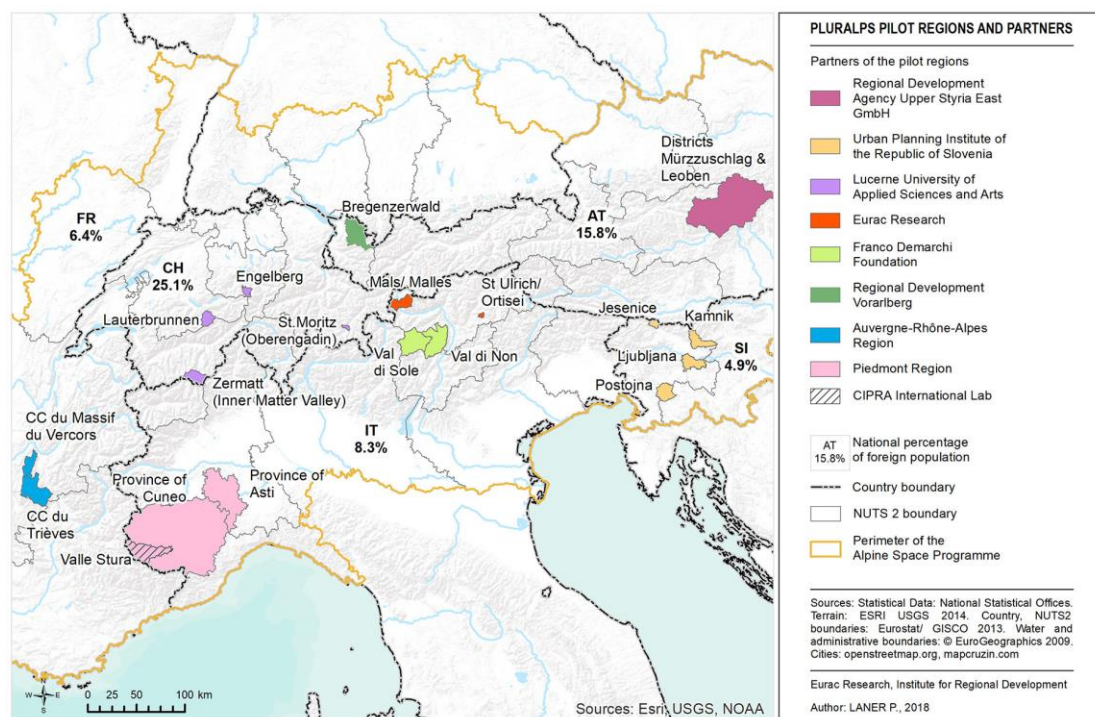 Districts
Mürzzuschlag &
Leoben
Bregenzerwald
AT
15.8%
FR
6.4%
CH
25.1%
Engelberg
Mals/ Malles
St Ulrich/
Ortisei
Lauterbrunnen
St.Moritz
(Oberengadin)
Jesenice
Kamnik
Val
di Sole
Val di Non
Ljubljana
SI
4.9%
Postojna
Zermatt
(Inner Matter Valley)
CC du Massif
du Vercors
IT
8.3%
Province of
Cuneo
Province of
Asti
CC du
Trièves
Valle Stura
N
W
E
S
0 25 50 100 km
Sources: Esri, USGS, NOAA
PLURALPS PILOT REGIONS AND PARTNERS
Partners of the pilot regions
Regional Development
Agency Upper Styria East
GmbH
Urban Planning Institute of
the Republic of Slovenia
Lucerne University of
Applied Sciences and Arts
Eurac Research
Franco Demarchi
Foundation
Regional Development
Vorarlberg
Auvergne-Rhône-Alpes
Region
Piedmont Region
CIPRA International Lab
AT
15.8%
National percentage
of foreign population
Country boundary
NUTS 2 boundary
Perimeter of the
Alpine Space Programme
Sources: Statistical Data: National Statistical Offices.
Terrain: ESRI USGS 2014. Country, NUTS2
boundaries: Eurostat/ GISCO 2013. Water and
administrative boundaries: © EuroGeographics 2009.
Cities: openstreetmap.org, mapcruzin.com
Eurac Research, Institute for Regional Development
Author: LANER P., 2018